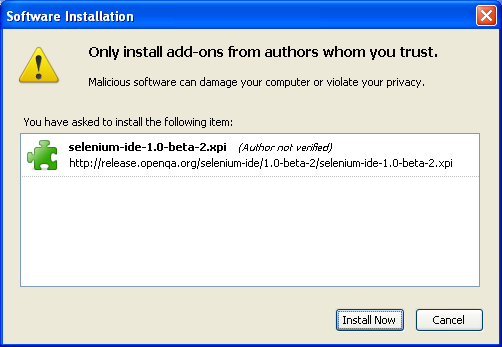 Software Installation
Only install add-ons from authors whom you trust.
Malicious software can damage your computer or violate your privacy.
You have asked to install the following item:
selenium-ide-1.0-beta-2.xpi (Author not verified)
http://release.openqa.org/selenium-ide/1.0-beta-2/selenium-ide-1.0-beta-2.xpi
Install Now Cancel